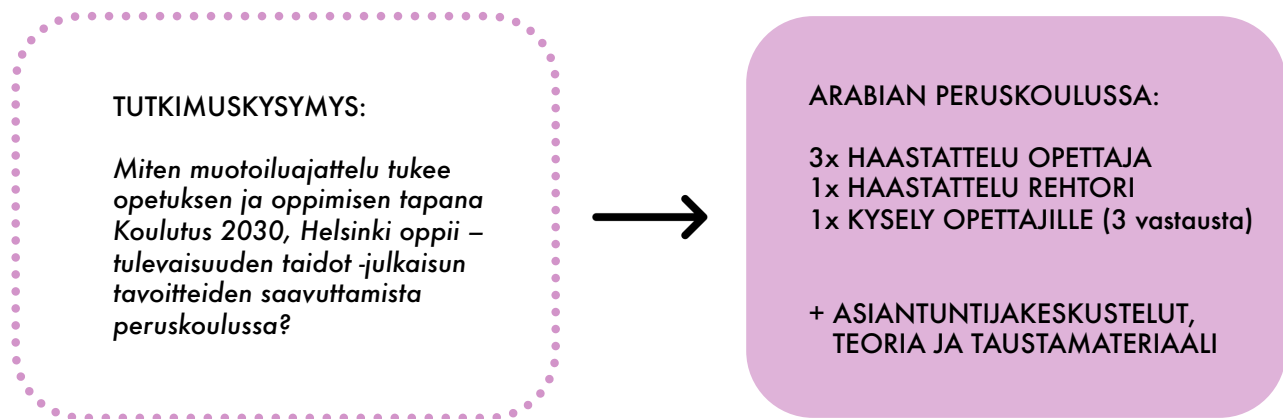 TUTKIMUSKYSYMYS:
Miten muotoiluajattelu tukee
opetuksen ja oppimisen tapana
Koulutus 2030, Helsinki oppii –
tulevaisuuden taidot -julkaisun
tavoitteiden saavuttamista
peruskoulussa?
ARABIAN PERUSKOULUSSA:
3x HAASTATTELU OPETTAJA
1x HAASTATTELU REHTORI
1x KYSELY OPETTAJILLE (3 vastausta)
+ ASIANTUNTIJAKESKUSTELUT,
TEORIA JA TAUSTAMATERIAALI